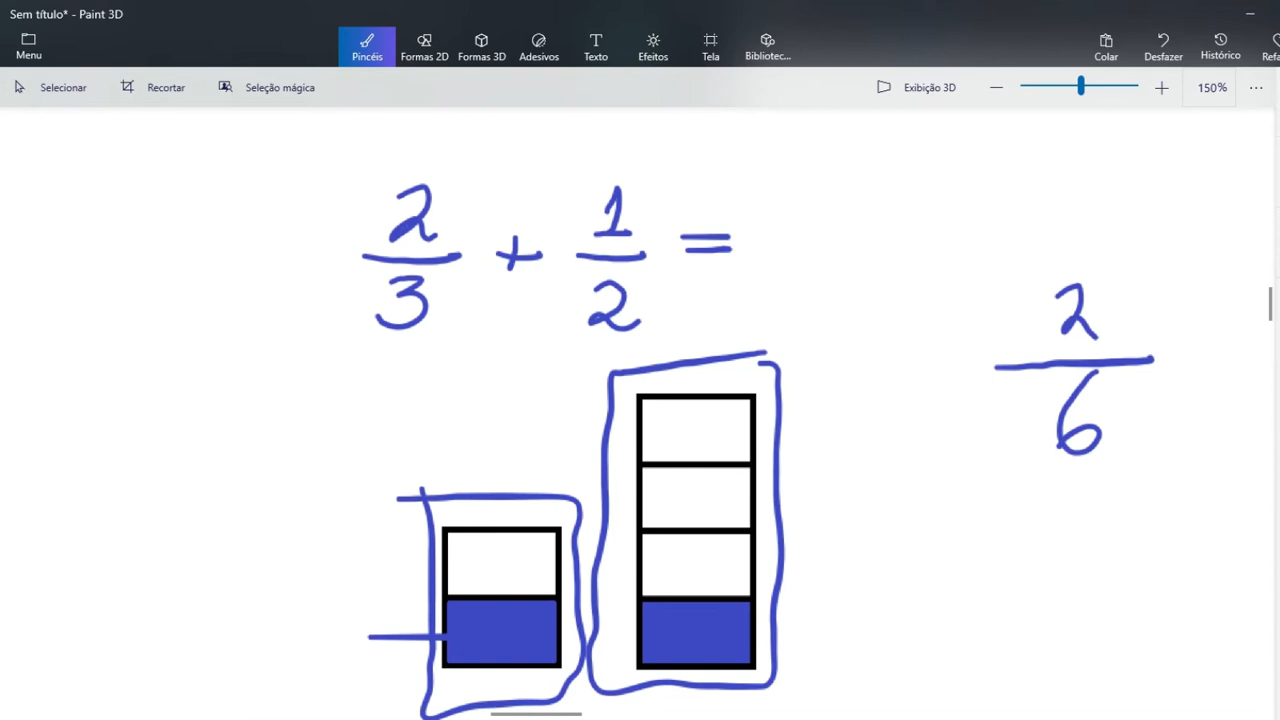 Sem título* - Paint 3D
Menu
Pincéis
Formas 2D
Formas 3D
Adesivos
Texto
Efeitos
Tela
Bibliotec...
Colar
Desfazer
Histórico
Refa
Selecionar
Recortar
Seleção mágica
Exibição 3D
150%
2/3 + 1/2 =
2/6